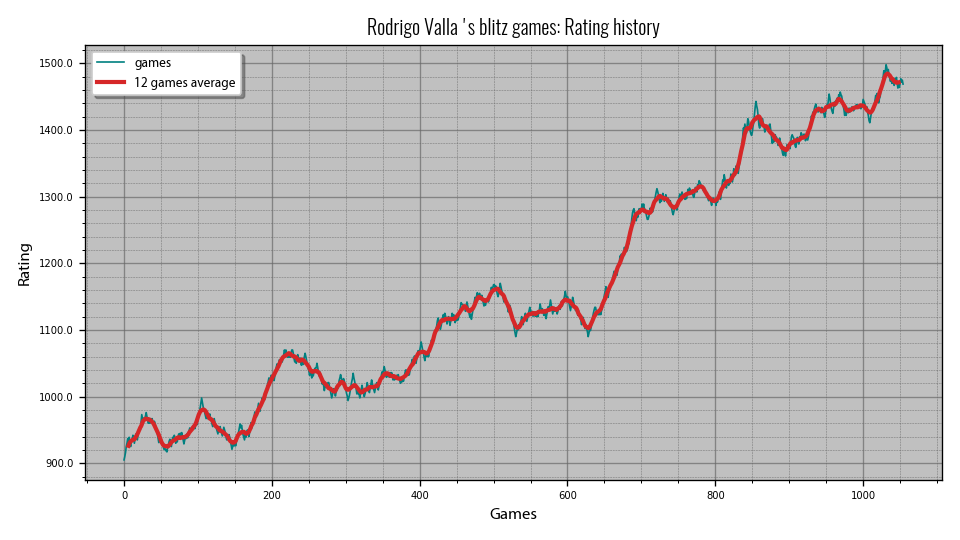 Rodrigo Valla 's blitz games: Rating history
games
12 games average
1500.0
1400.0
1300.0
1200.0
1100.0
1000.0
900.0
Rating
0 200 400 600 800 1000
Games